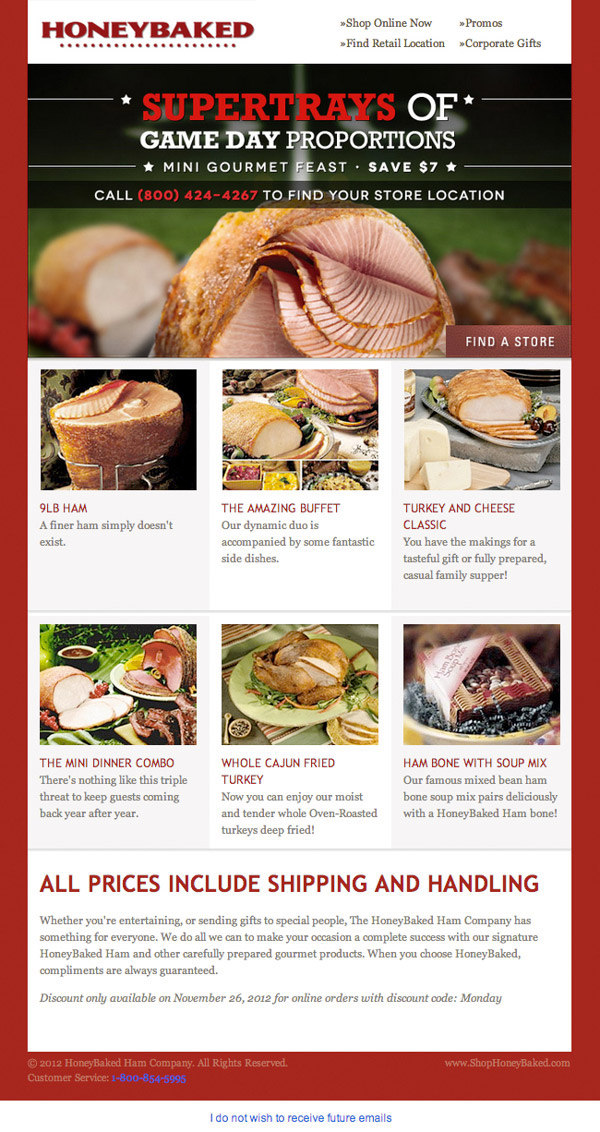 HONEYBAKED
»Shop Online Now
»Promos
»Find Retail Location
»Corporate Gifts
SUPERTRAYS OF
GAME DAY PROPORTIONS
MINI GOURMET FEAST · SAVE $7
CALL (800) 424-4267 TO FIND YOUR STORE LOCATION
FIND A STORE
9LB HAM
A finer ham simply doesn't
exist.
THE AMAZING BUFFET
Our dynamic duo is
accompanied by some fantastic
side dishes.
TURKEY AND CHEESE
CLASSIC
You have the makings for a
tasteful gift or fully prepared,
casual family supper!
Ham Bone
Soup Mix
THE MINI DINNER COMBO
There's nothing like this triple
threat to keep guests coming
back year after year.
WHOLE CAJUN FRIED
TURKEY
Now you can enjoy our moist
and tender whole Oven-Roasted
turkeys deep fried!
HAM BONE WITH SOUP MIX
Our famous mixed bean ham
bone soup mix pairs deliciously
with a HoneyBaked Ham bone!
ALL PRICES INCLUDE SHIPPING AND HANDLING
Whether you're entertaining, or sending gifts to special people, The HoneyBaked Ham Company has
something for everyone. We do all we can to make your occasion a complete success with our signature
HoneyBaked Ham and other carefully prepared gourmet products. When you choose HoneyBaked,
compliments are always guaranteed.
Discount only available on November 26, 2012 for online orders with discount code: Monday
© 2012 HoneyBaked Ham Company. All Rights Reserved.
www.ShopHoneyBaked.com
Customer Service: 1-800-854-5995
I do not wish to receive future emails